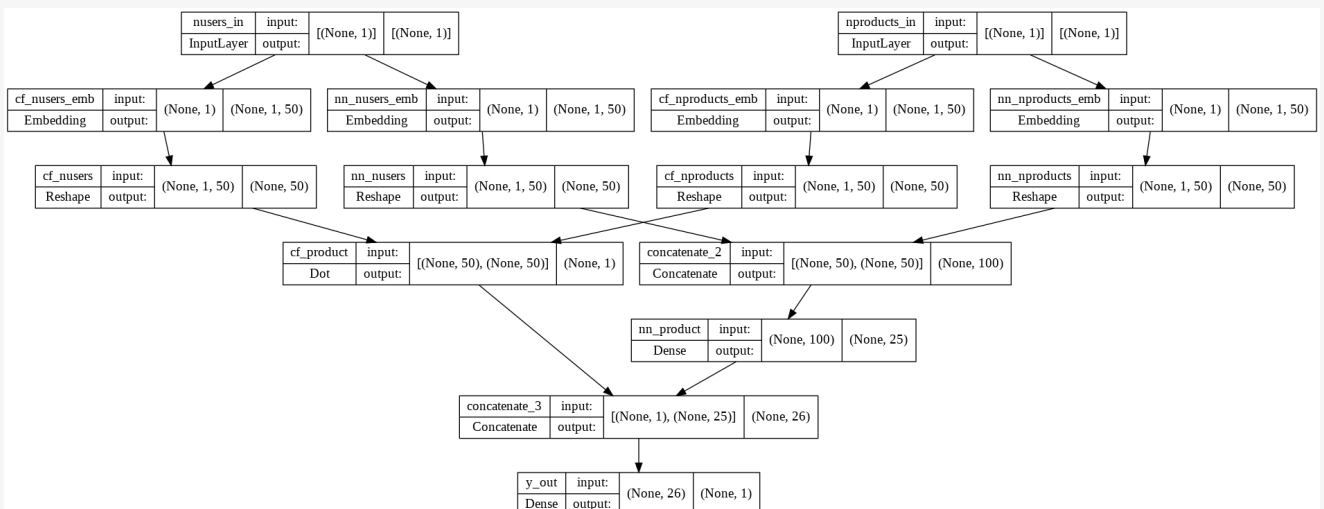 nusers_in input: [(None, 1)] [(None, 1)] nproducts_in input: [(None, 1)] [(None, 1)]
InputLayer output: InputLayer output:
cf_nusers_emb input: (None, 1) (None, 1, 50) nn_nusers_emb input: (None, 1) (None, 1, 50) cf_nproducts_emb input: (None, 1) (None, 1, 50) nn_nproducts_emb input: (None, 1) (None, 1, 50)
Embedding output: Embedding output: Embedding output: Embedding output:
cf_nusers input: (None, 1, 50) (None, 50) nn_nusers input: (None, 1, 50) (None, 50) cf_nproducts input: (None, 1, 50) (None, 50) nn_nproducts input: (None, 1, 50) (None, 50)
Reshape output: Reshape output: Reshape output: Reshape output:
cf_product input: [(None, 50), (None, 50)] (None, 1) concatenate_2 input: [(None, 50), (None, 50)] (None, 100)
Dot output: Concatenate output:
nn_product input: (None, 100) (None, 25)
Dense output:
concatenate_3 input: [(None, 1), (None, 25)] (None, 26)
Concatenate output:
y_out input: (None, 26) (None, 1)
Dense output: